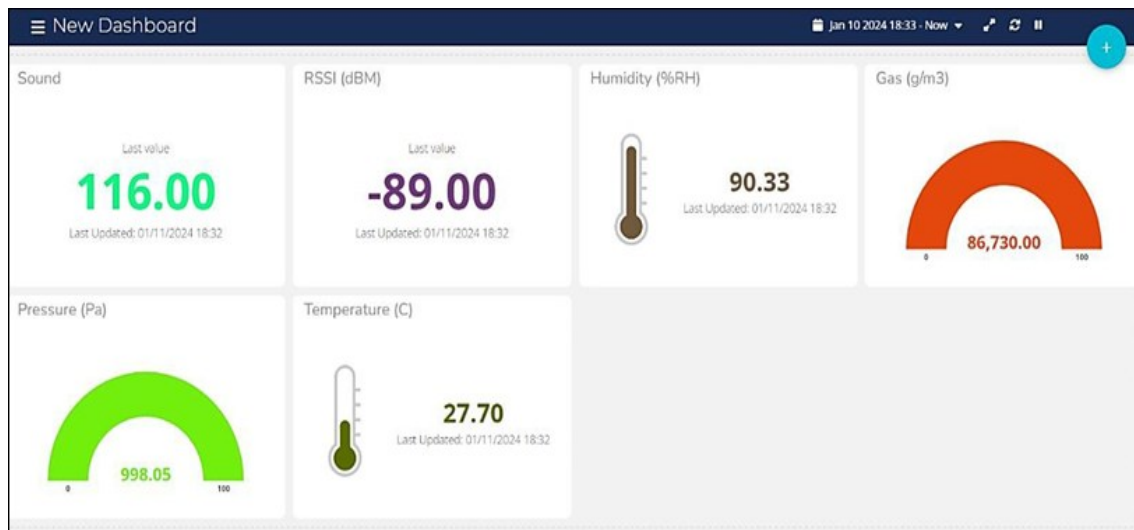 New Dashboard
Jan 10 2024 18:33 - Now
+
Sound
Last value
116.00
Last Updated: 01/11/2024 18:32
RSSI (dBM)
Last value
-89.00
Last Updated: 01/11/2024 18:32
Humidity (%RH)
90.33
Last Updated: 01/11/2024 18:32
Gas (g/m3)
86,730.00
0 100
Pressure (Pa)
998.05
0 100
Temperature (C)
27.70
Last Updated: 01/11/2024 18:32